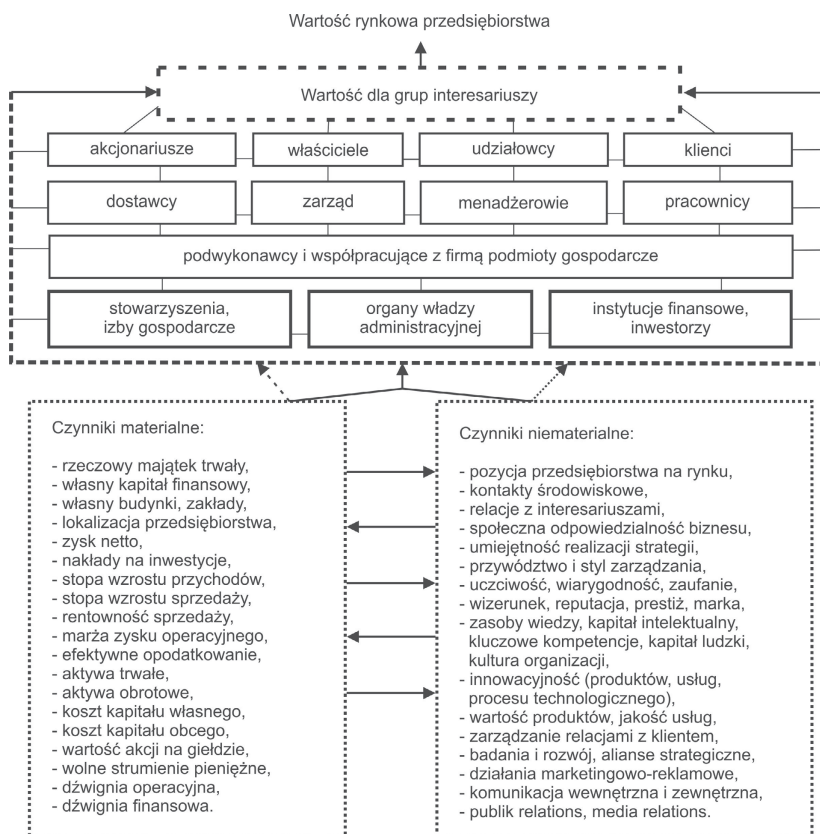 Wartość rynkowa przedsiębiorstwa
Wartość dla grup interesariuszy
akcjonariusze
właściciele
udziałowcy
klienci
dostawcy
zarząd
menadżerowie
pracownicy
podwykonawcy i współpracujące z firmą podmioty gospodarcze
stowarzyszenia,
izby gospodarcze
organy władzy
administracyjnej
instytucje finansowe,
inwestorzy
Czynniki materialne:
- rzeczowy majątek trwały,
- własny kapitał finansowy,
- własny budynki, zakłady,
- lokalizacja przedsiębiorstwa,
- zysk netto,
- nakłady na inwestycje,
- stopa wzrostu przychodów,
- stopa wzrostu sprzedaży,
- rentowność sprzedaży,
- marża zysku operacyjnego,
- efektywne opodatkowanie,
- aktywa trwałe,
- aktywa obrotowe,
- koszt kapitału własnego,
- koszt kapitału obcego,
- wartość akcji na giełdzie,
- wolne strumienie pieniężne,
- dźwignia operacyjna,
- dźwignia finansowa.
Czynniki niematerialne:
- pozycja przedsiębiorstwa na rynku,
- kontakty środowiskowe,
- relacje z interesariuszami,
- społeczna odpowiedzialność biznesu,
- umiejętność realizacji strategii,
- przywództwo i styl zarządzania,
- uczciwość, wiarygodność, zaufanie,
- wizerunek, reputacja, prestiż, marka,
- zasoby wiedzy, kapitał intelektualny,
kluczowe kompetencje, kapitał ludzki,
kultura organizacji,
- innowacyjność (produktów, usług,
procesu technologicznego),
- wartość produktów, jakość usług,
- zarządzanie relacjami z klientem,
- badania i rozwój, alianse strategiczne,
- działania marketingowo-reklamowe,
- komunikacja wewnętrzna i zewnętrzna,
- publik relations, media relations.